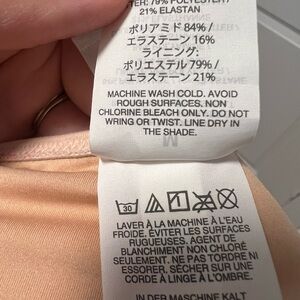 TER: 79% POLYESTER/
21% ELASTAN
ポリアミド 84% /
エラステーン 16%
ライニング:
ポリエステル 79% /
エラステーン 21%
MACHINE WASH COLD. AVOID
ROUGH SURFACES. NON
CHLORINE BLEACH ONLY. DO NOT
WRING OR TWIST. LINE DRY IN
THE SHADE.
M
30
LAVER À LA MACHINE À L'EAU
FROIDE. ÉVITER LES SURFACES
RUGUEUSES. AGENT DE
BLANCHIMENT NON CHLORÉ
SEULEMENT. NE PAS TORDRE NI
ESSORER. SÉCHER SUR UNE
CORDE À LINGE À L'OMBRE.
IN DER MASCHINE KALT